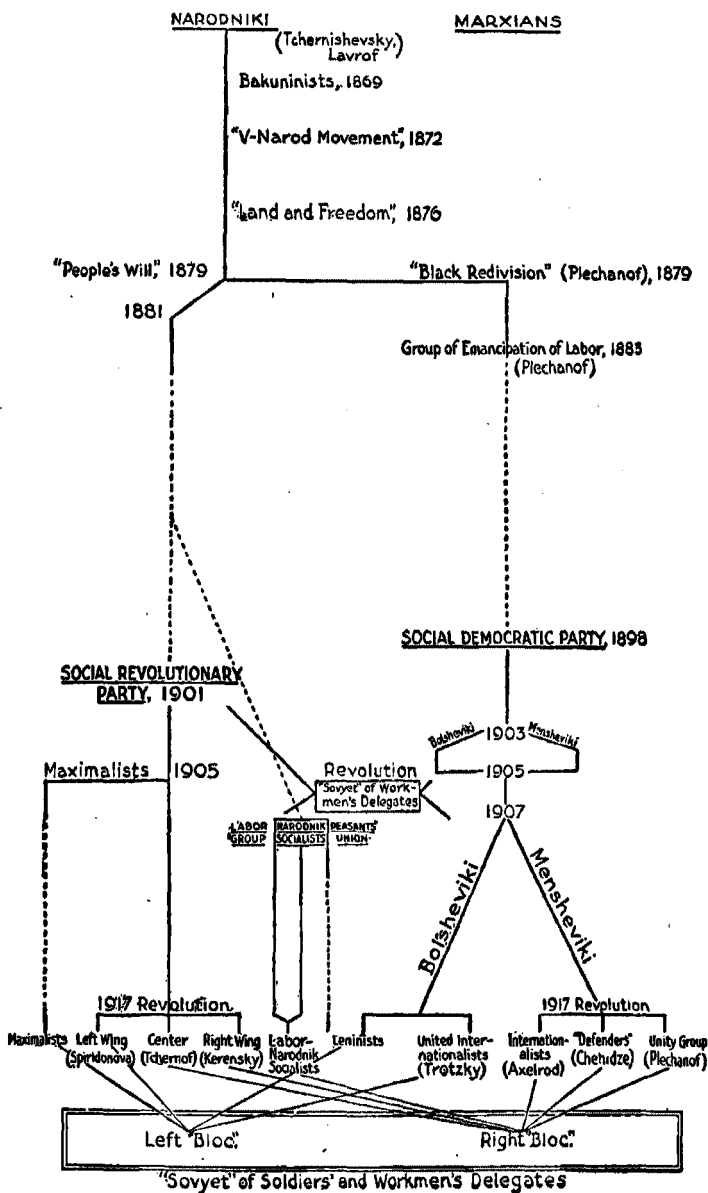 NARODNIKI
MARXIANS
(Tchernishevsky,)
Lavrof
Bakuninists, 1869
"V-Narod Movement", 1872
"Land and Freedom", 1876
"People's Will," 1879
"Black Redivision" (Plechanof), 1879
1881
Group of Emancipation of Labor, 1883
(Plechanof)
SOCIAL DEMOCRATIC PARTY, 1898
SOCIAL REVOLUTIONARY
PARTY, 1901
Bolsheviki
1903
Mensheviki
Maximalists
1905
Revolution
1905
"Sovyet" of Work-
men's Delegates
1907
LABOR
GROUP
NARODNIK
SOCIALISTS
PEASANTS'
UNION
Bolsheviki
Mensheviki
1917 Revolution
1917 Revolution
Maximalists
Left Wing
(Spiridonova)
Center
(Tchernof)
Right Wing
(Kerensky)
Labor-
Narodnik
Socialists
Leninists
United Inter-
nationalists
(Trotzky)
Internation-
alists
(Axelrod)
"Defenders"
(Cheidze)
Unity Group
(Plechanof)
Left "Bloc."
Right "Bloc."
"Sovyet" of Soldiers' and Workmen's Delegates